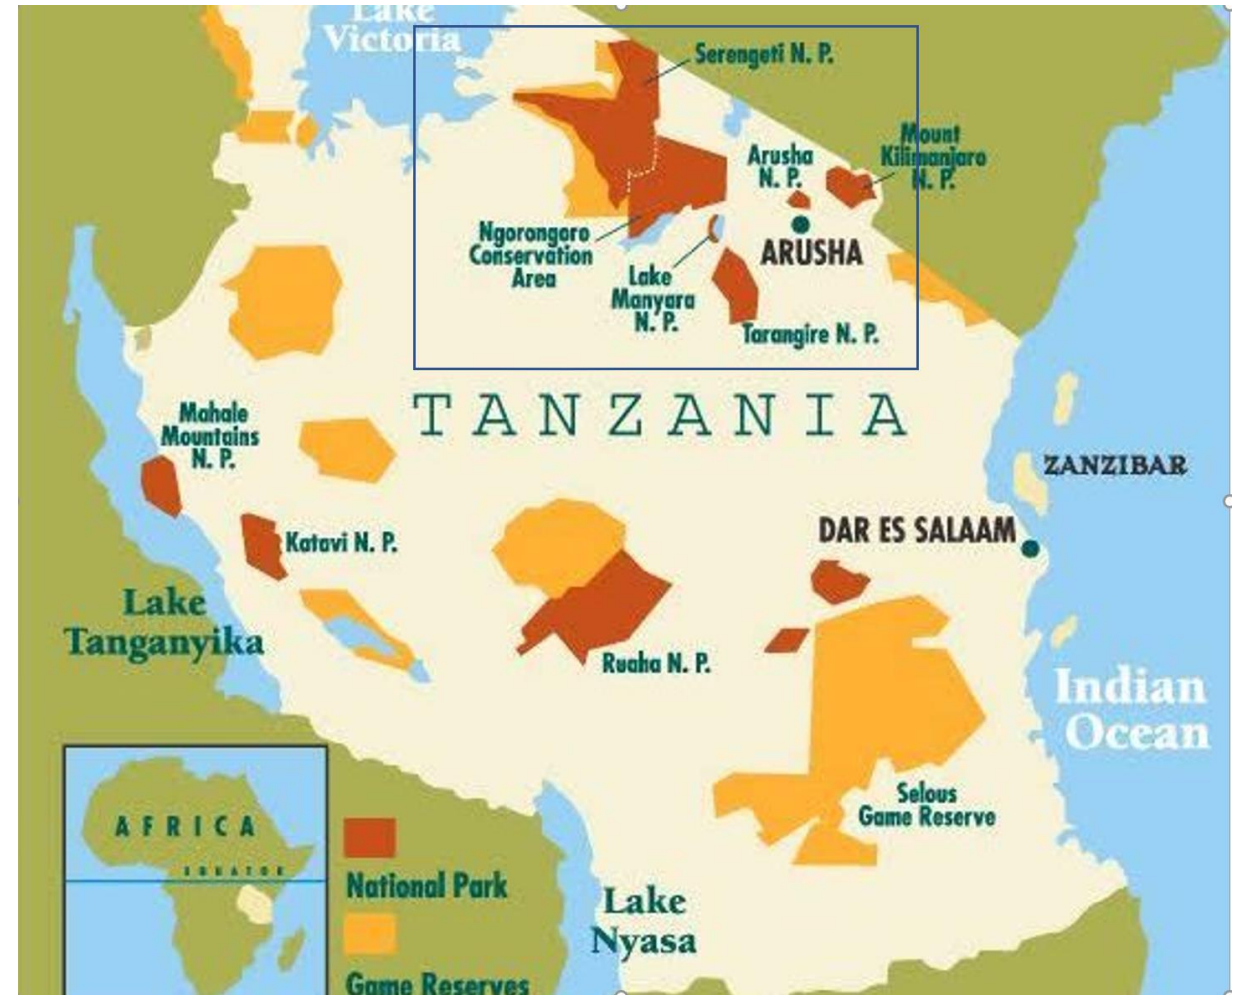 Lake
Victoria
Serengeti N. P.
Mount
Kilimanjaro
N. P.
Arusha
N. P.
Ngorongoro
Conservation
Area
ARUSHA
Lake
Manyara
N. P.
Tarangire N. P.
TANZANIA
Mahale
Mountains
N. P.
ZANZIBAR
Katavi N. P.
DAR ES SALAAM
Lake
Tanganyika
Ruaha N. P.
Indian
Ocean
Selous
Game Reserve
AFRICA
EQUATOR
National Park
Lake
Nyasa
Game Reserves